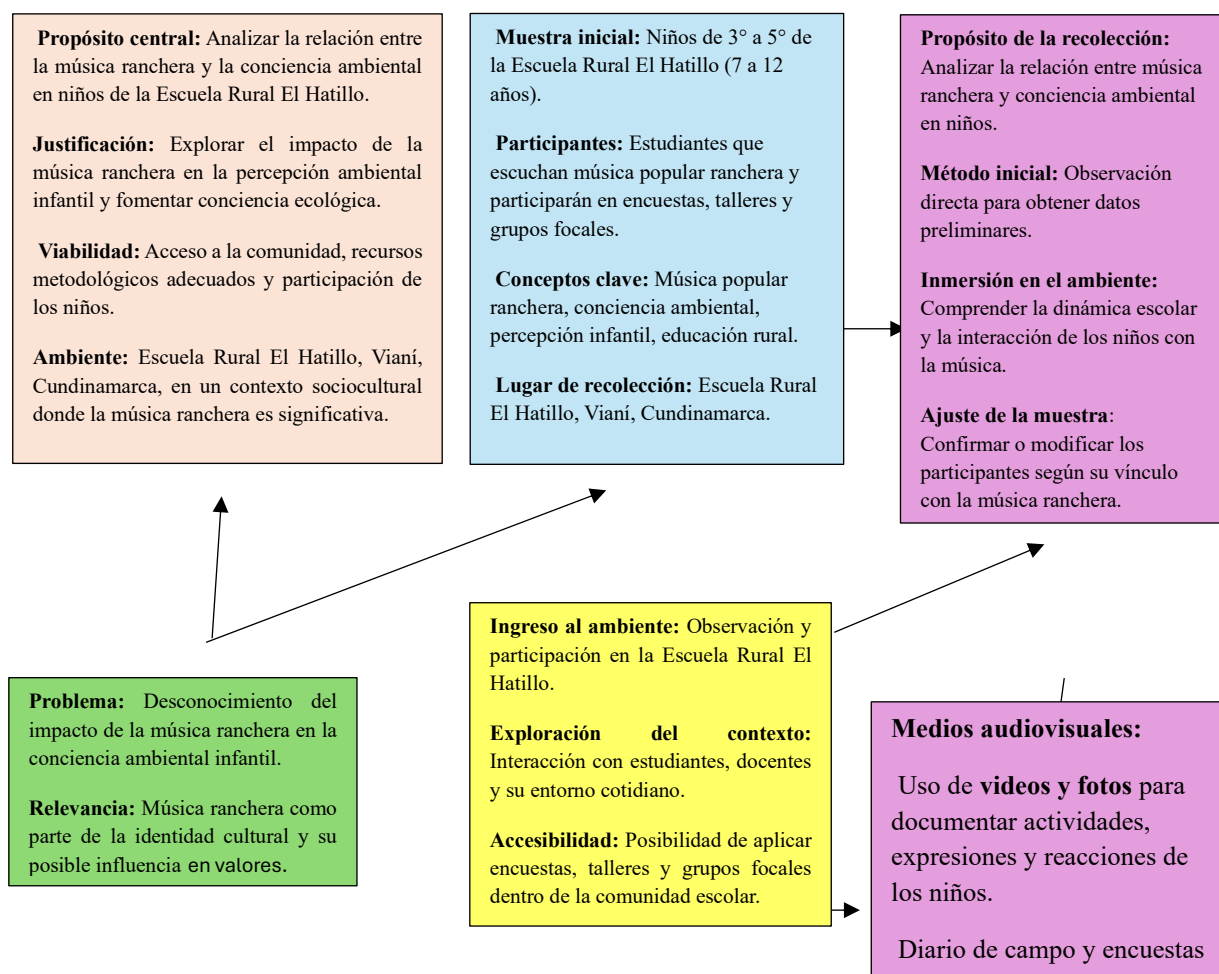 Propósito central: Analizar la relación entre
la música ranchera y la conciencia ambiental
en niños de la Escuela Rural El Hatillo.
Justificación: Explorar el impacto de la
música ranchera en la percepción ambiental
infantil y fomentar conciencia ecológica.
Viabilidad: Acceso a la comunidad, recursos
metodológicos adecuados y participación de
los niños.
Ambiente: Escuela Rural El Hatillo, Vianí,
Cundinamarca, en un contexto sociocultural
donde la música ranchera es significativa.
Muestra inicial: Niños de 3° a 5° de
la Escuela Rural El Hatillo (7 a 12
años).
Participantes: Estudiantes que
escuchan música popular ranchera y
participarán en encuestas, talleres y
grupos focales.
Conceptos clave: Música popular
ranchera, conciencia ambiental,
percepción infantil, educación rural.
Lugar de recolección: Escuela Rural
El Hatillo, Vianí, Cundinamarca.
Propósito de la recolección:
Analizar la relación entre música
ranchera y conciencia ambiental
en niños.
Método inicial: Observación
directa para obtener datos
preliminares.
Inmersión en el ambiente:
Comprender la dinámica escolar
y la interacción de los niños con
la música.
Ajuste de la muestra:
Confirmar o modificar los
participantes según su vínculo
con la música ranchera.
Problema: Desconocimiento del
impacto de la música ranchera en la
conciencia ambiental infantil.
Relevancia: Música ranchera como
parte de la identidad cultural y su
posible influencia en valores.
Ingreso al ambiente: Observación y
participación en la Escuela Rural El
Hatillo.
Exploración del contexto:
Interacción con estudiantes, docentes
y su entorno cotidiano.
Accesibilidad: Posibilidad de aplicar
encuestas, talleres y grupos focales
dentro de la comunidad escolar.
Medios audiovisuales:
Uso de videos y fotos para
documentar actividades,
expresiones y reacciones de
los niños.
Diario de campo y encuestas